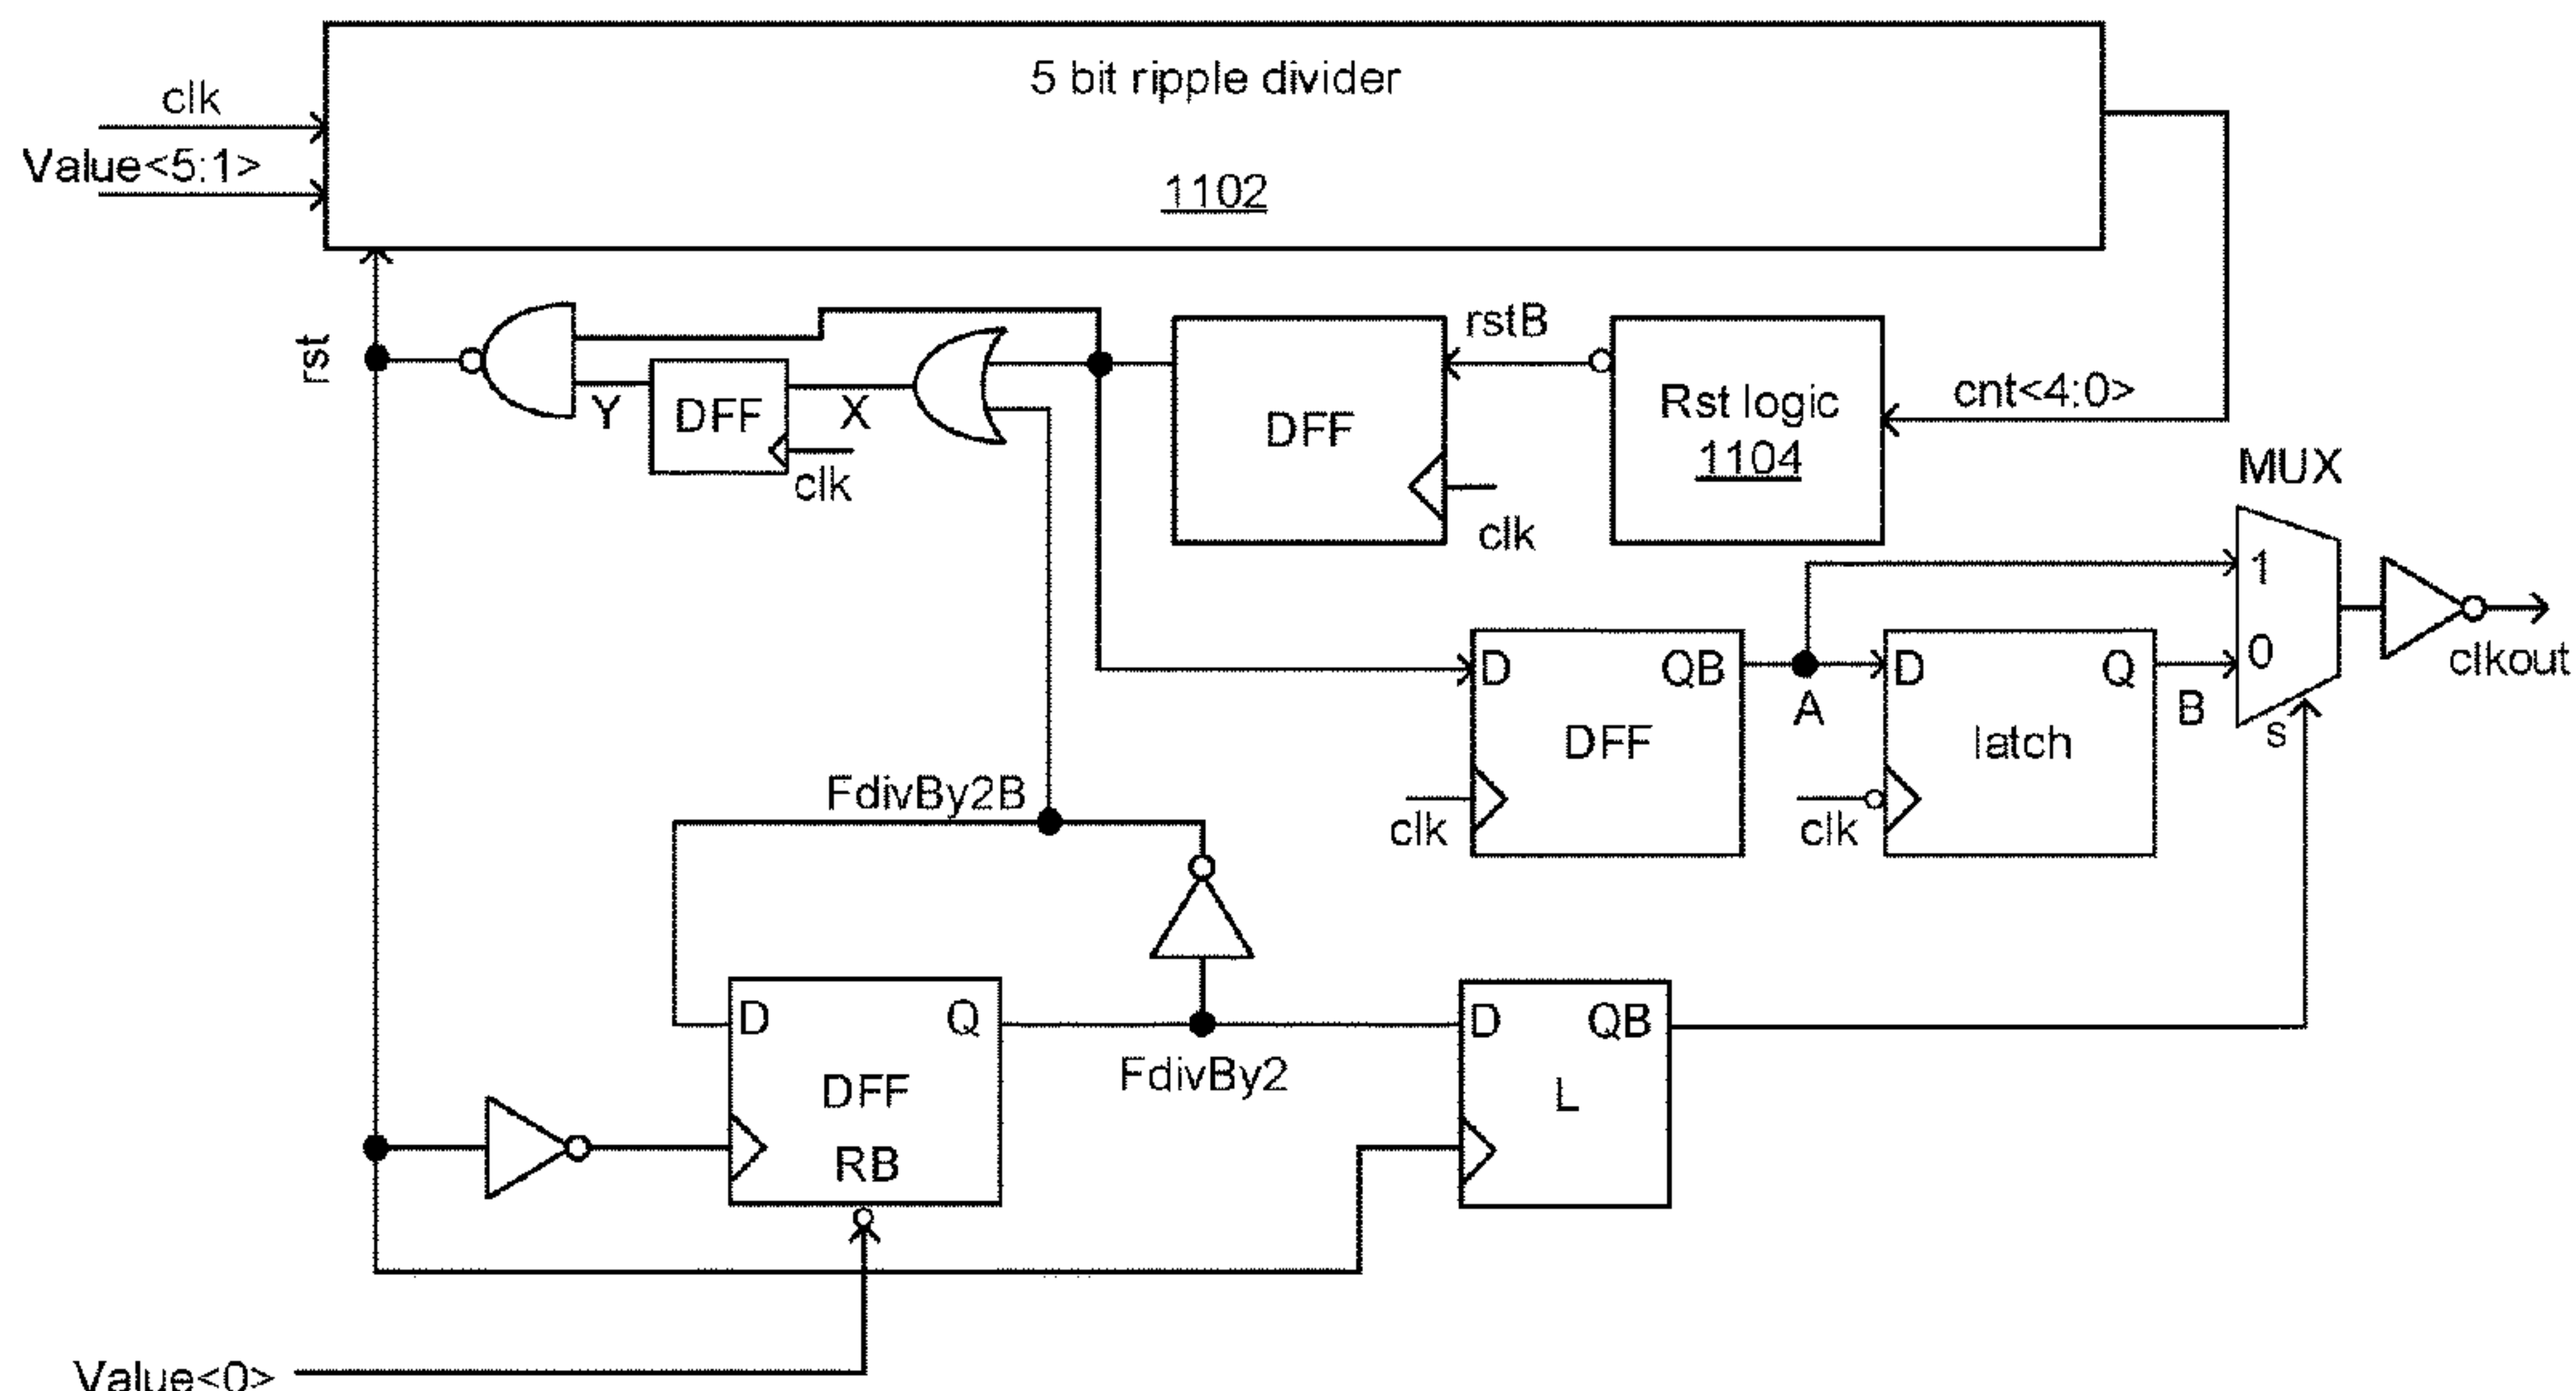 5 bit ripple divider
clk
Value<5:1>
1102
rst
rstB
Y
DFF
X
clk
DFF
clk
Rst logic
1104
cnt<4:0>
MUX
1
0
s
clkout
D
QB
DFF
clk
A
D
Q
latch
clk
B
FdivBy2B
D
Q
DFF
RB
FdivBy2
D
QB
L
Value<0>